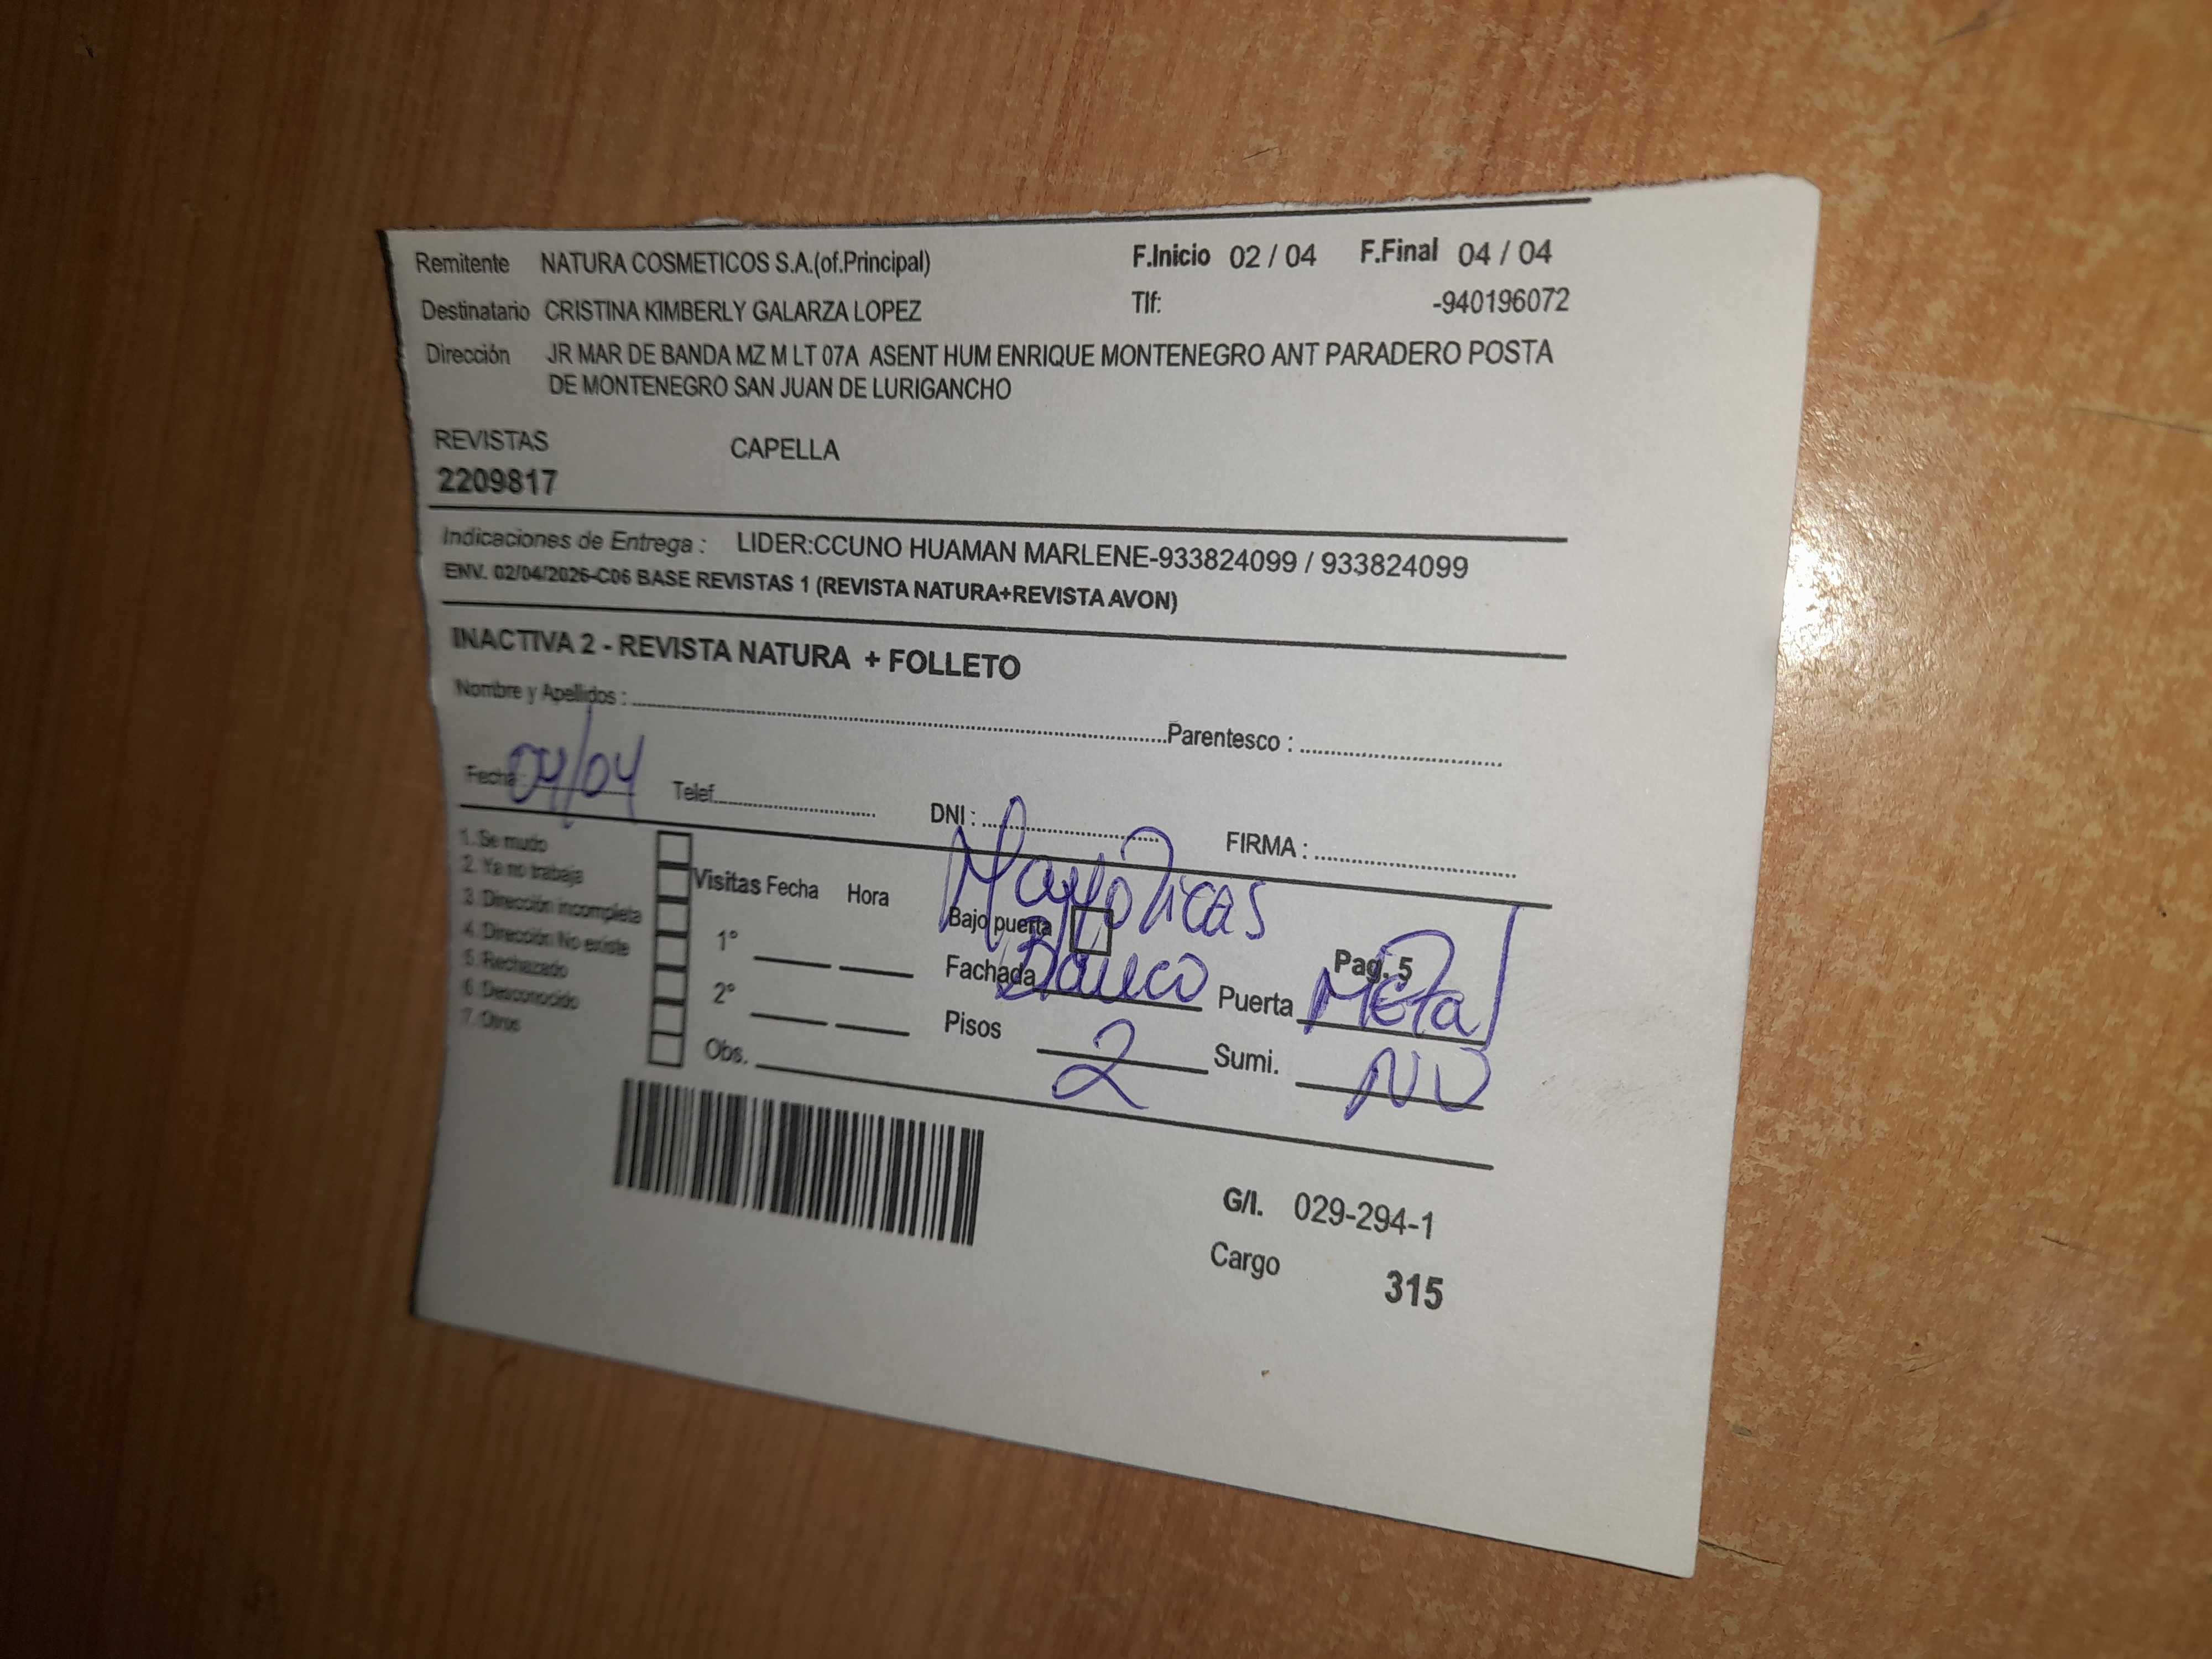 Remitente NATURA COSMETICOS S.A.(of.Principal) F.Inicio 02 / 04 F.Final 04 / 04
Destinatario CRISTINA KIMBERLY GALARZA LOPEZ Tlf: -940196072
Dirección JR MAR DE BANDA MZ M LT 07A ASENT HUM ENRIQUE MONTENEGRO ANT PARADERO POSTA
DE MONTENEGRO SAN JUAN DE LURIGANCHO
REVISTAS CAPELLA
2209817
Indicaciones de Entrega : LIDER:CCUNO HUAMAN MARLENE-933824099 / 933824099
ENV. 02/04/2026-C06 BASE REVISTAS 1 (REVISTA NATURA+REVISTA AVON)
INACTIVA 2 - REVISTA NATURA + FOLLETO
Nombre y Apellidos : Parentesco :
Fecha: 04/04 Telef. DNI : FIRMA :
1. Se mudo
2. Ya no trabaja
3. Dirección incompleta
4. Dirección No existe
5. Rechazado
6. Desconocido
7. Otros
Visitas Fecha Hora
1°
2°
Obs.
Bajo puerta
Pag. 5
Fachada Blanco Puerta Metal
Pisos 2 Sumi. NO
G/I. 029-294-1
Cargo 315